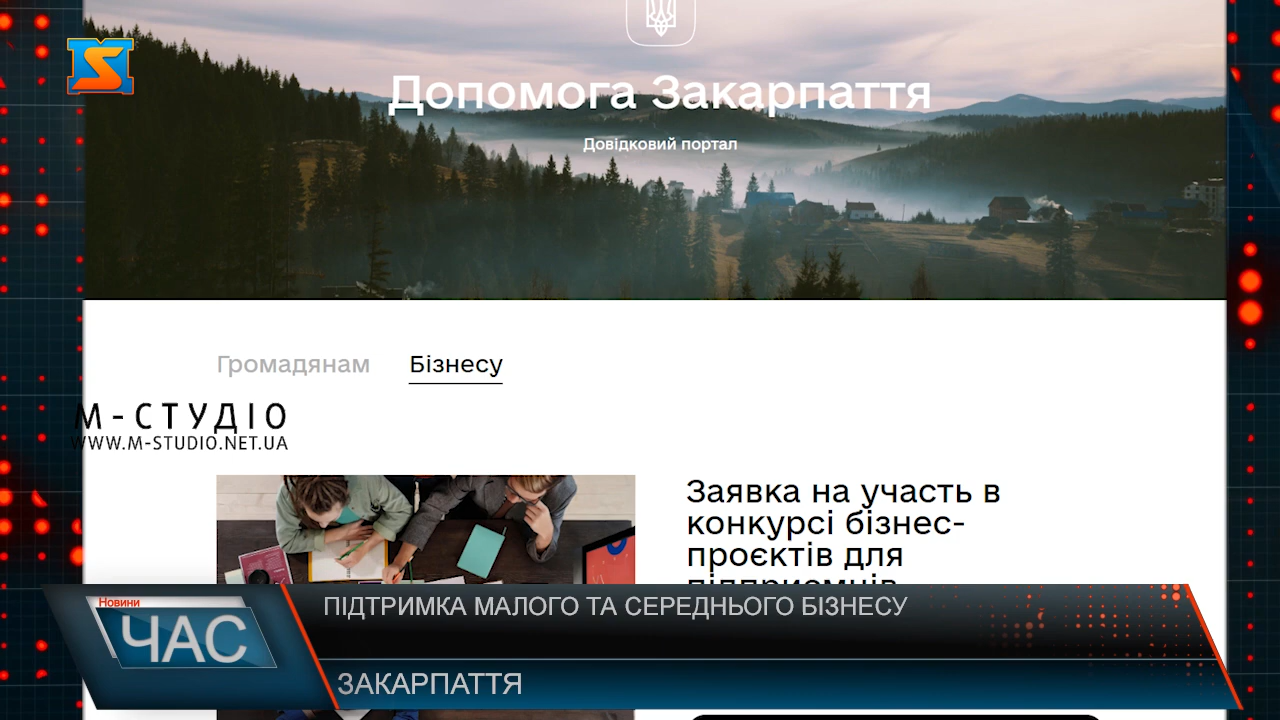 Допомога Закарпаття
Довідковий портал
Громадянам Бізнесу
М-СТУДІО
WWW.M-STUDIO.NET.UA
Заявка на участь в
конкурсі бізнес-
проєктів для
підприємців
Новини
ЧАС
ПІДТРИМКА МАЛОГО ТА СЕРЕДНЬОГО БІЗНЕСУ
ЗАКАРПАТТЯ